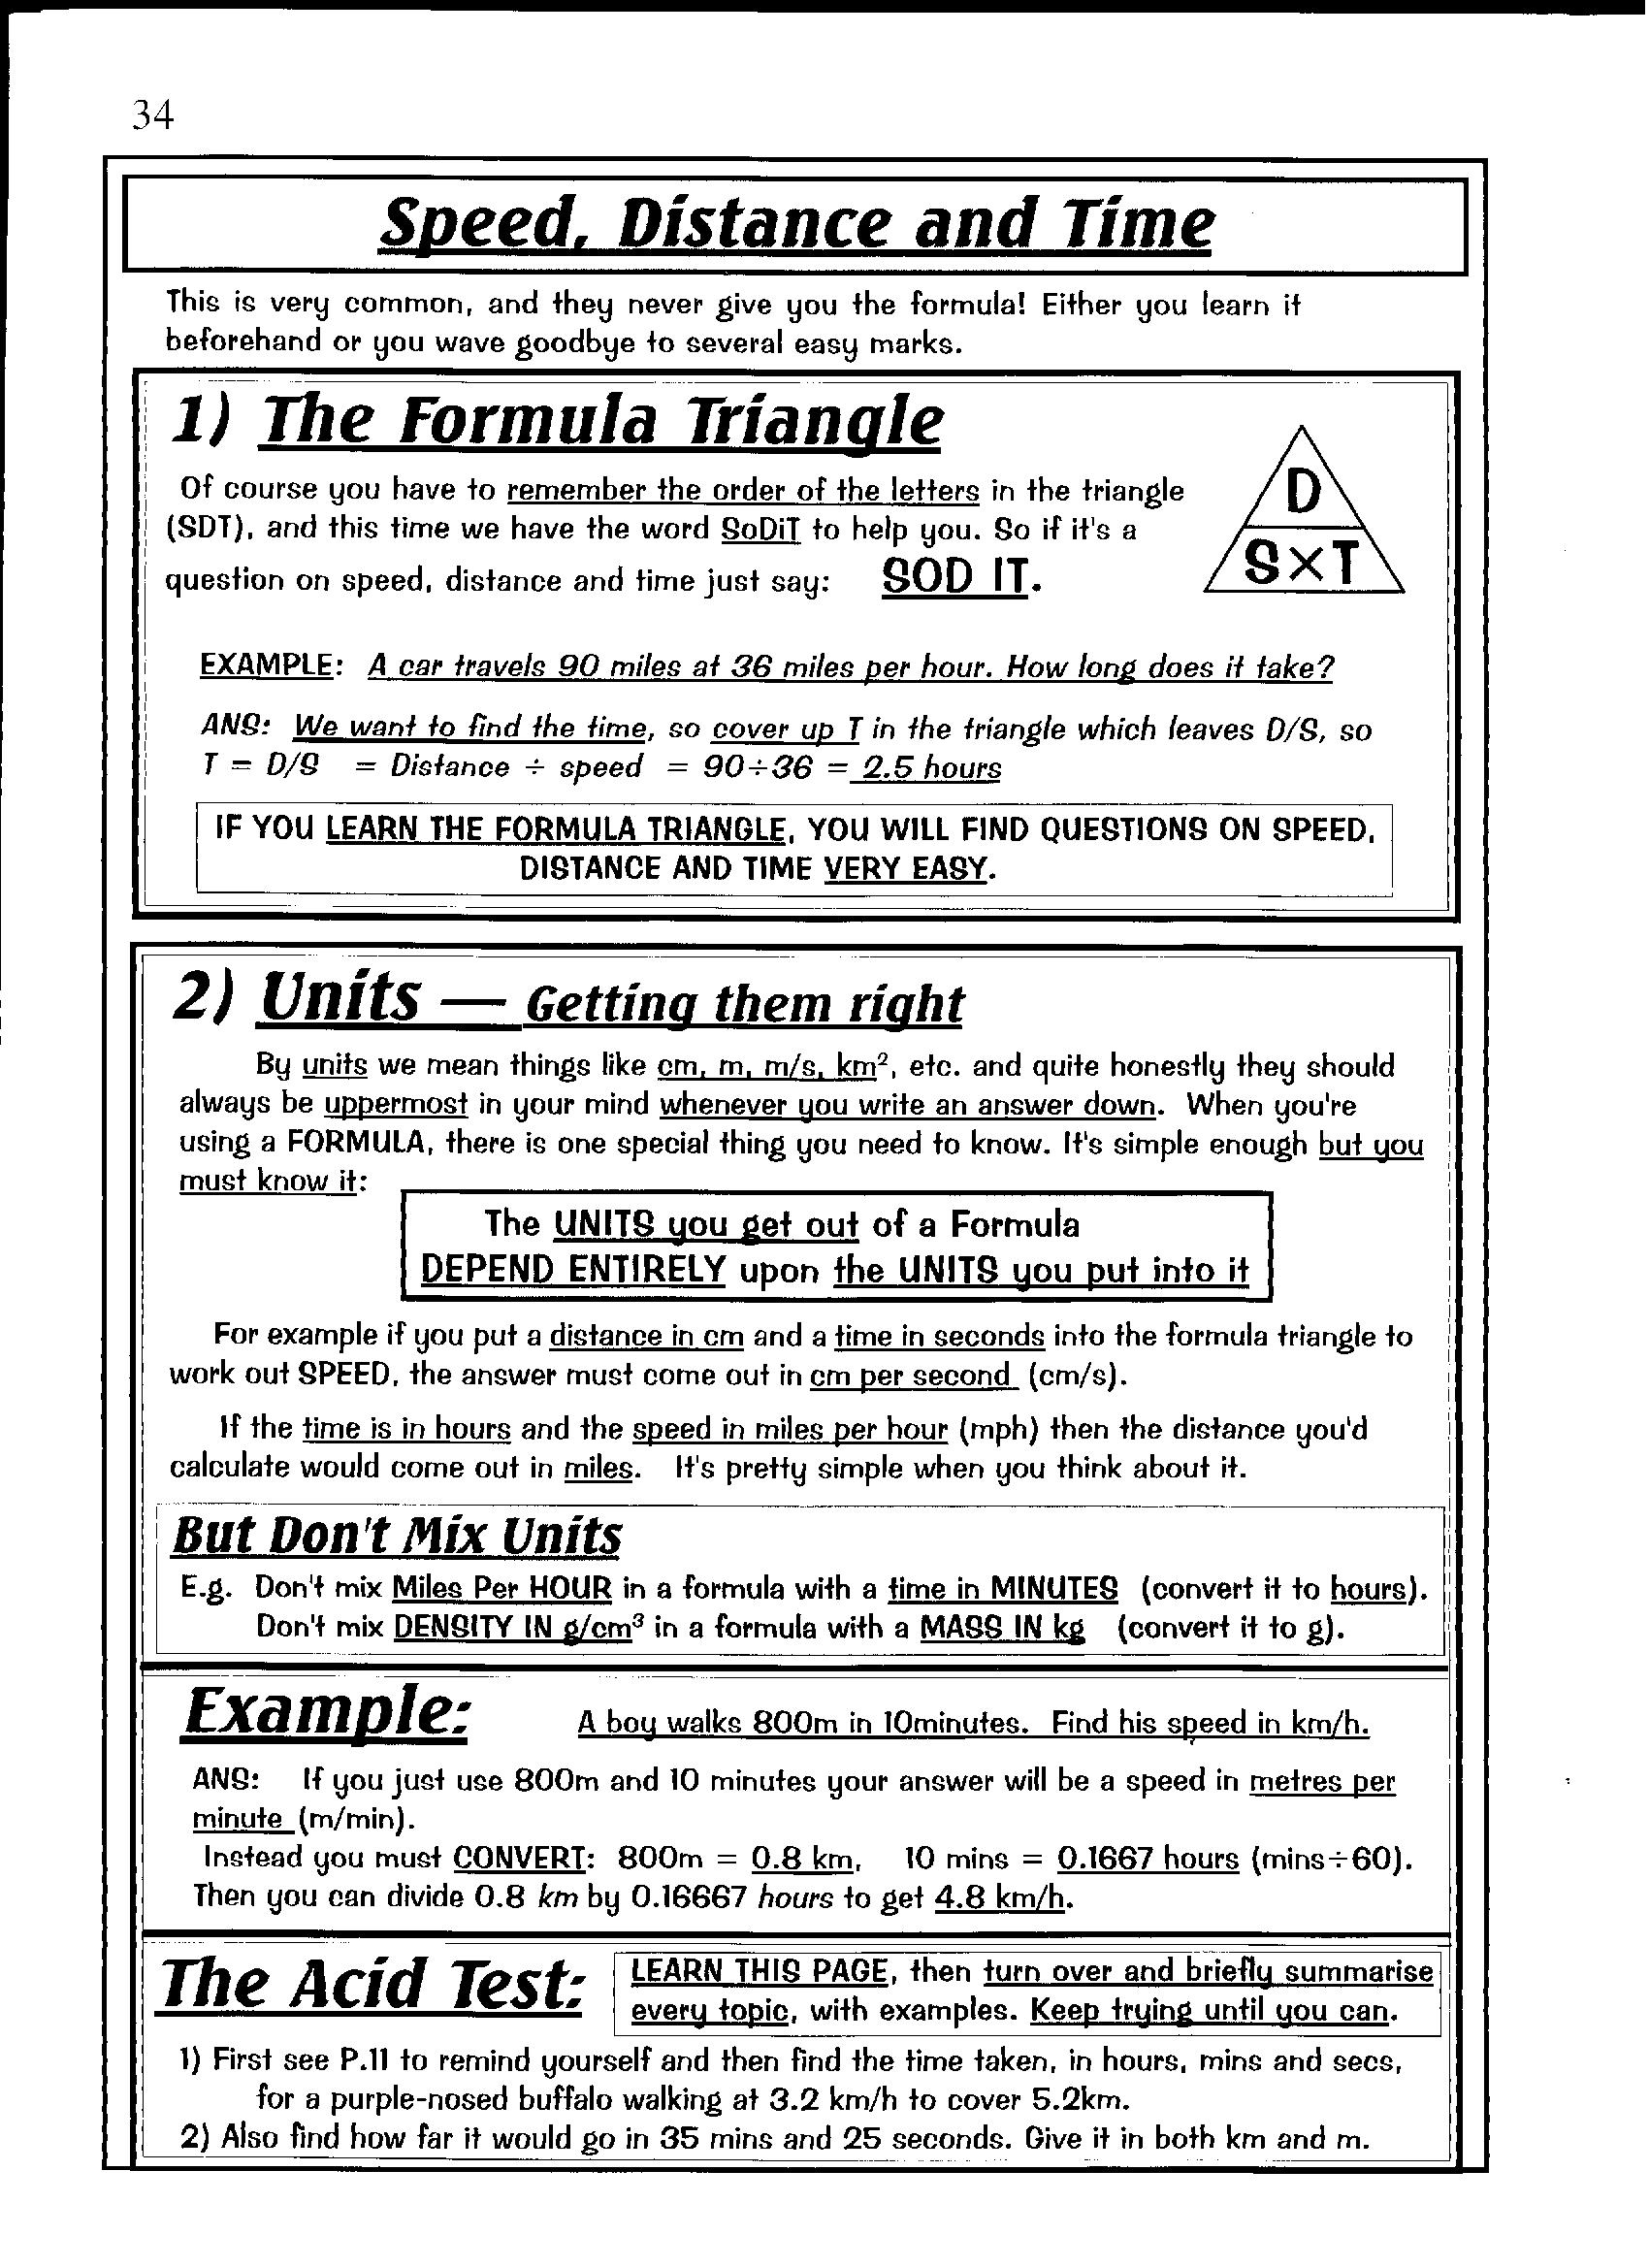 34
Speed, Distance and Time
This is very common, and they never give you the formula! Either you learn it
beforehand or you wave goodbye to several easy marks.
1) The Formula Triangle
Of course you have to remember the order of the letters in the triangle
(SDT), and this time we have the word SoDiT to help you. So if it's a
question on speed, distance and time just say: SOD IT.
D
S×T
EXAMPLE: A car travels 90 miles at 36 miles per hour. How long does it take?
ANS: We want to find the time, so cover up T in the triangle which leaves D/S, so
T = D/S = Distance ÷ speed = 90÷36 = 2.5 hours
IF YOU LEARN THE FORMULA TRIANGLE, YOU WILL FIND QUESTIONS ON SPEED,
DISTANCE AND TIME VERY EASY.
2) Units — Getting them right
By units we mean things like cm, m, m/s, km², etc. and quite honestly they should
always be uppermost in your mind whenever you write an answer down. When you're
using a FORMULA, there is one special thing you need to know. It's simple enough but you
must know it:
The UNITS you get out of a Formula
DEPEND ENTIRELY upon the UNITS you put into it
For example if you put a distance in cm and a time in seconds into the formula triangle to
work out SPEED, the answer must come out in cm per second (cm/s).
If the time is in hours and the speed in miles per hour (mph) then the distance you'd
calculate would come out in miles. It's pretty simple when you think about it.
But Don't Mix Units
E.g. Don't mix Miles Per HOUR in a formula with a time in MINUTES (convert it to hours).
Don't mix DENSITY IN g/cm³ in a formula with a MASS IN kg (convert it to g).
Example: A boy walks 800m in 10minutes. Find his speed in km/h.
ANS: If you just use 800m and 10 minutes your answer will be a speed in metres per
minute (m/min).
Instead you must CONVERT: 800m = 0.8 km, 10 mins = 0.1667 hours (mins÷60).
Then you can divide 0.8 km by 0.16667 hours to get 4.8 km/h.
The Acid Test:
LEARN THIS PAGE, then turn over and briefly summarise
every topic, with examples. Keep trying until you can.
1) First see P.11 to remind yourself and then find the time taken, in hours, mins and secs,
for a purple-nosed buffalo walking at 3.2 km/h to cover 5.2km.
2) Also find how far it would go in 35 mins and 25 seconds. Give it in both km and m.